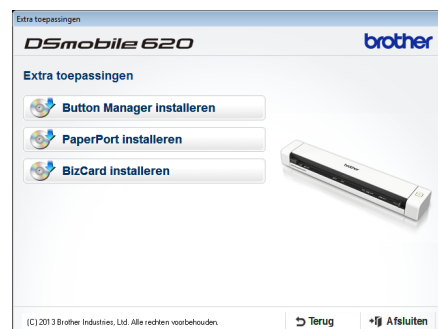 Extra toepassingen
DSmobile 620
brother
Extra toepassingen
Button Manager installeren
PaperPort installeren
BizCard installeren
brother
(C) 2013 Brother Industries, Ltd. Alle rechten voorbehouden.
Terug
Afsluiten